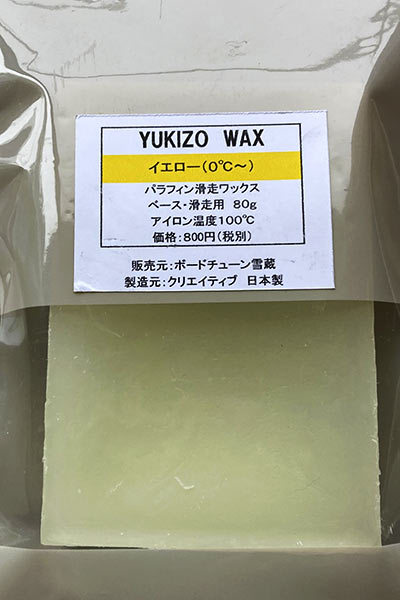 YUKIZO WAX
イエロー(0℃～)
パラフィン滑走ワックス
ベース・滑走用 80g
アイロン温度100℃
価格:800円(税別)
販売元:ボードチューン雪蔵
製造元:クリエイティブ 日本製